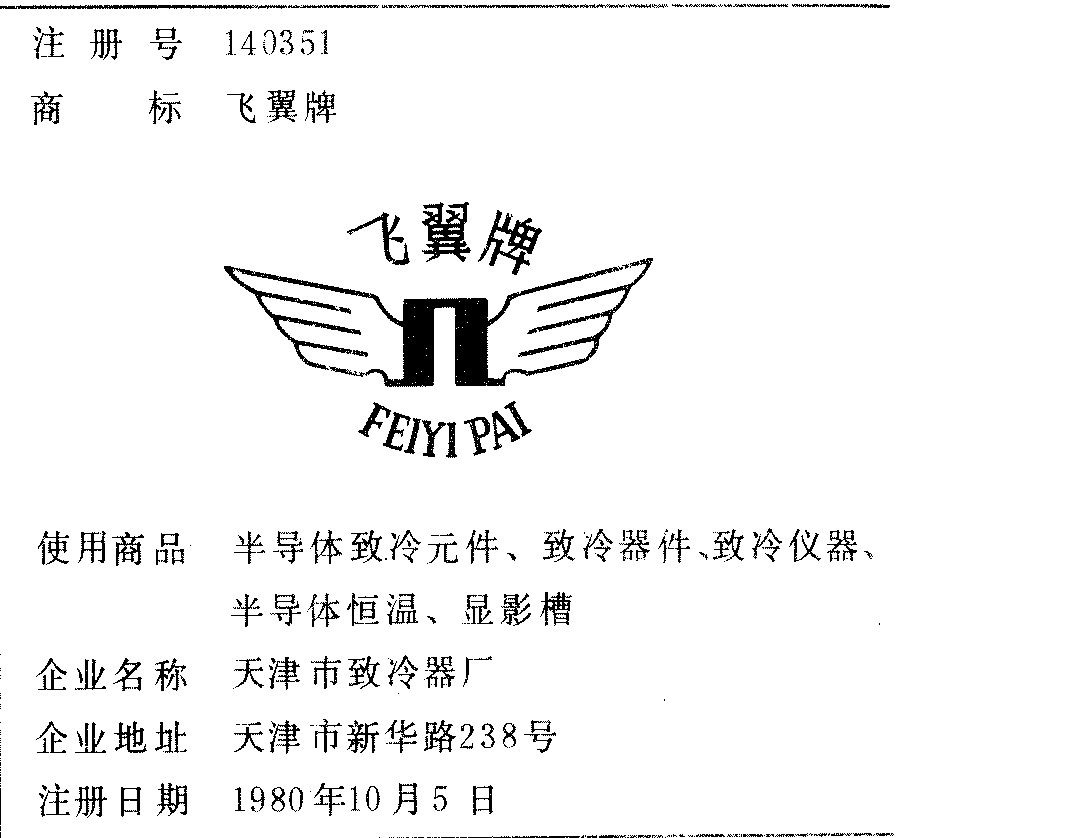 注册号 140351
商标 飞翼牌
飞翼牌
FEIYI PAI
使用商品 半导体致冷元件、致冷器件、致冷仪器、
半导体恒温、显影槽
企业名称 天津市致冷器厂
企业地址 天津市新华路238号
注册日期 1980年10月5日